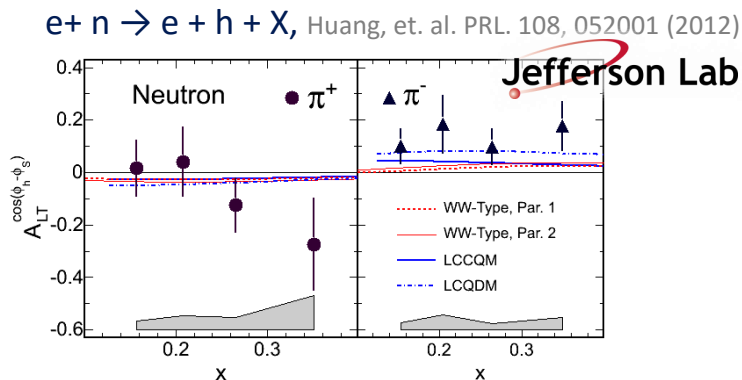 e+ n → e + h + X, Huang, et. al. PRL. 108, 052001 (2012)
Jefferson Lab
Neutron
π+
π-
A_LT^cos(ϕ_h-ϕ_S)
0.4
0.2
0
-0.2
-0.4
-0.6
WW-Type, Par. 1
WW-Type, Par. 2
LCCQM
LCQDM
0.2 0.3 0.2 0.3
x x